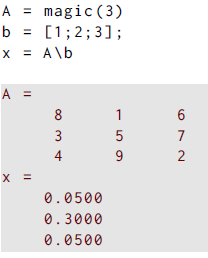 A = magic(3)
b = [1;2;3];
x = A\b
A =
8 1 6
3 5 7
4 9 2
x =
0.0500
0.3000
0.0500